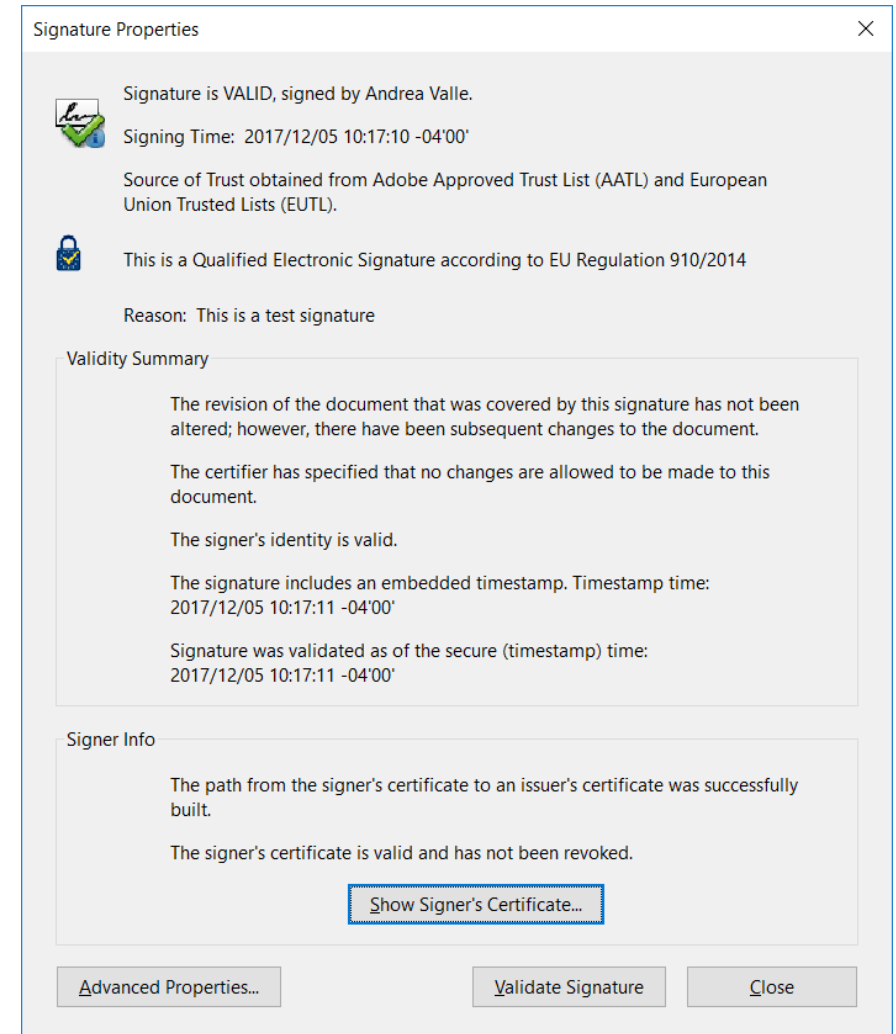 Signature Properties
Signature is VALID, signed by Andrea Valle.
Signing Time: 2017/12/05 10:17:10 -04'00'
Source of Trust obtained from Adobe Approved Trust List (AATL) and European
Union Trusted Lists (EUTL).
This is a Qualified Electronic Signature according to EU Regulation 910/2014
Reason: This is a test signature
Validity Summary
The revision of the document that was covered by this signature has not been
altered; however, there have been subsequent changes to the document.
The certifier has specified that no changes are allowed to be made to this
document.
The signer's identity is valid.
The signature includes an embedded timestamp. Timestamp time:
2017/12/05 10:17:11 -04'00'
Signature was validated as of the secure (timestamp) time:
2017/12/05 10:17:11 -04'00'
Signer Info
The path from the signer's certificate to an issuer's certificate was successfully
built.
The signer's certificate is valid and has not been revoked.
Show Signer's Certificate...
Advanced Properties...
Validate Signature
Close